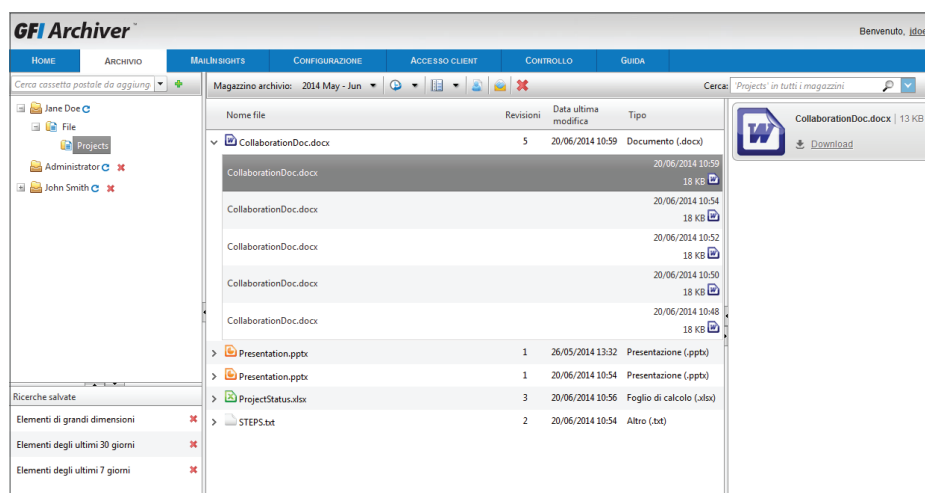 GFI Archiver™
Benvenuto, jdoe
HOME ARCHIVIO MAILINSIGHTS CONFIGURAZIONE ACCESSO CLIENT CONTROLLO GUIDA
Cerca cassetta postale da aggiung
Magazzino archivio: 2014 May - Jun
Cerca: 'Projects' in tutti i magazzini
Jane Doe
File
Projects
Administrator
John Smith
Nome file Revisioni Data ultima modifica Tipo
CollaborationDoc.docx 5 20/06/2014 10:59 Documento (.docx)
CollaborationDoc.docx 20/06/2014 10:59
18 KB
CollaborationDoc.docx 20/06/2014 10:54
18 KB
CollaborationDoc.docx 20/06/2014 10:52
18 KB
CollaborationDoc.docx 20/06/2014 10:50
18 KB
CollaborationDoc.docx 20/06/2014 10:48
18 KB
Presentation.pptx 1 26/05/2014 13:32 Presentazione (.pptx)
Presentation.pptx 1 20/06/2014 10:54 Presentazione (.pptx)
ProjectStatus.xlsx 3 20/06/2014 10:56 Foglio di calcolo (.xlsx)
STEPS.txt 2 20/06/2014 10:54 Altro (.txt)
CollaborationDoc.docx | 13 KB
Download
Ricerche salvate
Elementi di grandi dimensioni
Elementi degli ultimi 30 giorni
Elementi degli ultimi 7 giorni